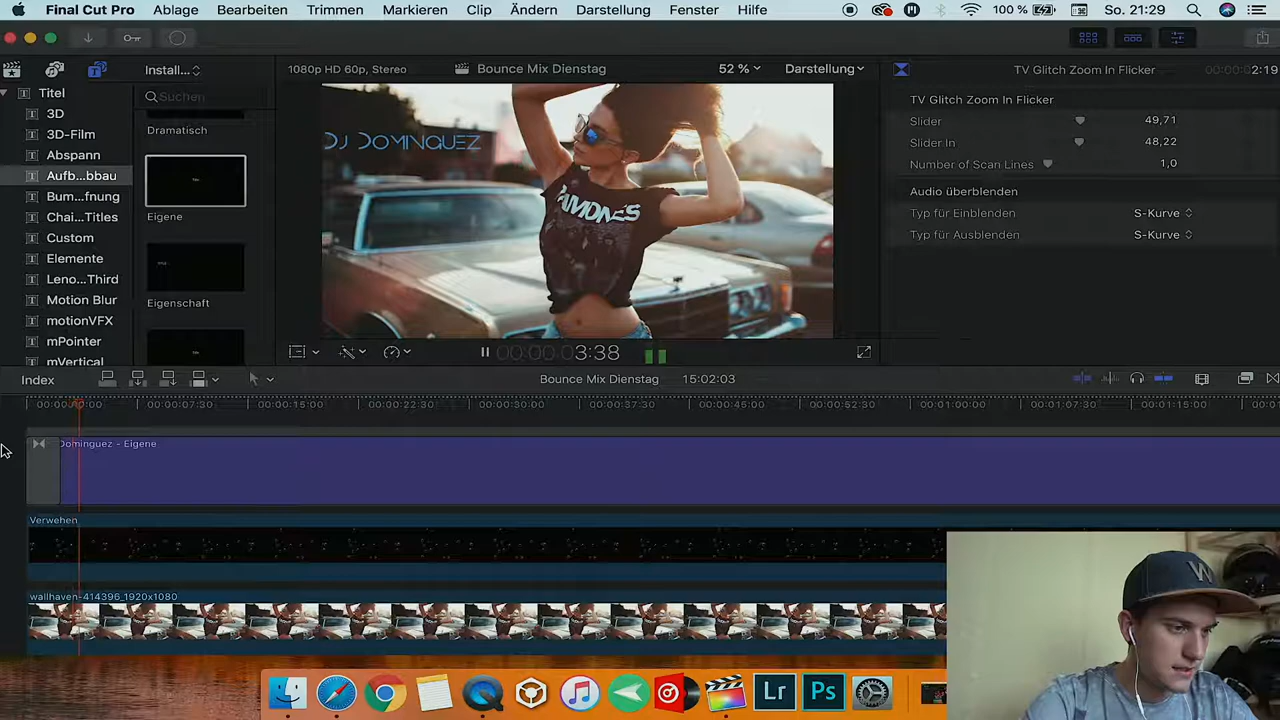 Final Cut Pro Ablage Bearbeiten Trimmen Markieren Clip Ändern Darstellung Fenster Hilfe 100 % So. 21:29
Install...
1080p HD 60p, Stereo
Bounce Mix Dienstag
52 %
Darstellung
TV Glitch Zoom In Flicker
2:19
Titel
Suchen
3D
3D-Film
Abspann
Aufb...bbau
Bum...fnung
Chai...Titles
Custom
Elemente
Leno...Third
Motion Blur
motionVFX
mPointer
mVertical
Dramatisch
Eigene
Eigenschaft
DJ DOMINGUEZ
RAMONES
TV Glitch Zoom In Flicker
Slider 49,71
Slider In 48,22
Number of Scan Lines 1,0
Audio überblenden
Typ für Einblenden S-Kurve
Typ für Ausblenden S-Kurve
3:38
Index
Bounce Mix Dienstag 15:02:03
00:00:07:30 00:00:15:00 00:00:22:30 00:00:30:00 00:00:37:30 00:00:45:00 00:00:52:30 00:01:00:00 00:01:07:30 00:01:15:00
Dominguez - Eigene
Verwehen
wallhaven-414396_1920x1080
W
Lr Ps